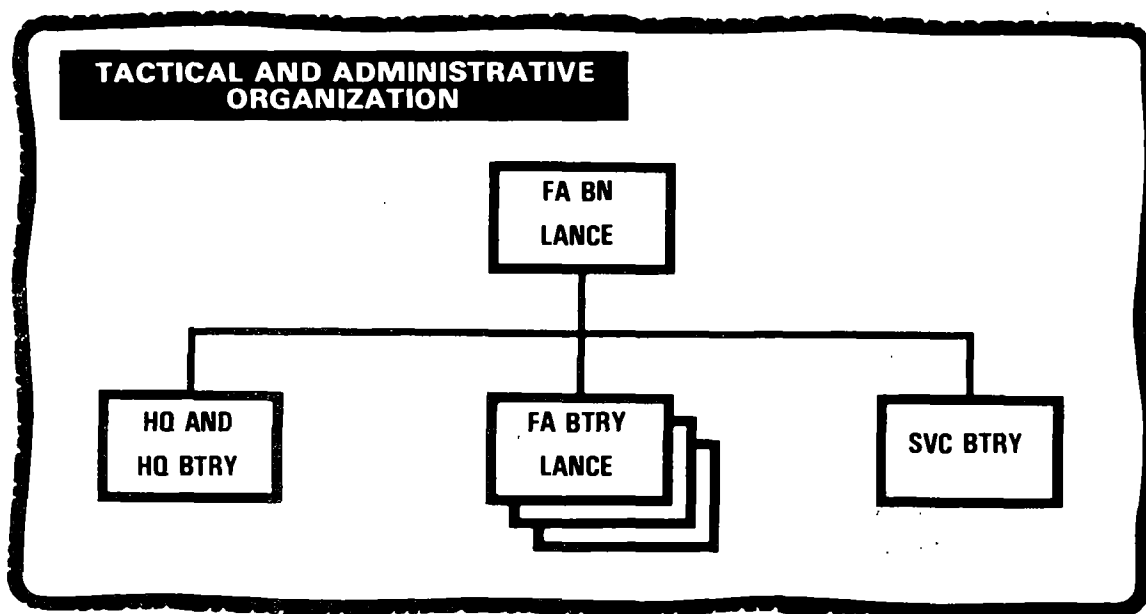 TACTICAL AND ADMINISTRATIVE
ORGANIZATION
FA BN
LANCE
HQ AND
HQ BTRY
FA BTRY
LANCE
SVC BTRY